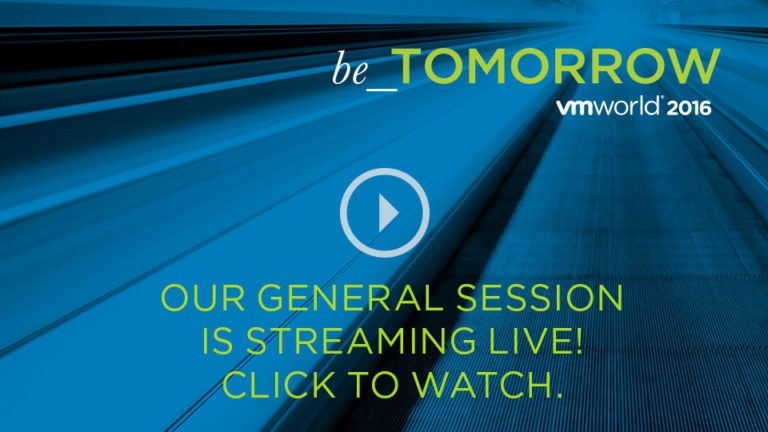 be_TOMORROW
vmworld® 2016
OUR GENERAL SESSION
IS STREAMING LIVE!
CLICK TO WATCH.